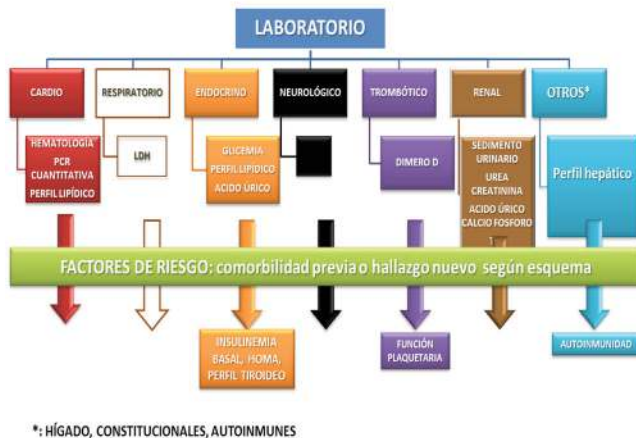 LABORATORIO
CARDIO
RESPIRATORIO
ENDOCRINO
NEUROLÓGICO
TROMBÓTICO
RENAL
OTROS*
HEMATOLOGÍA
PCR
CUANTITATIVA
PERFIL LIPÍDICO
LDH
GLICEMIA
PERFIL LIPÍDICO
ACIDO ÚRICO
DIMERO D
SEDIMENTO
URINARIO
UREA
CREATININA
ACIDO ÚRICO
CALCIO FOSFORO
Perfil hepático
FACTORES DE RIESGO: comorbilidad previa o hallazgo nuevo según esquema
INSULINEMIA
BASAL, HOMA,
PERFIL TIROIDEO
FUNCIÓN
PLAQUETARIA
AUTOINMUNIDAD
*: HÍGADO, CONSTITUCIONALES, AUTOINMUNES